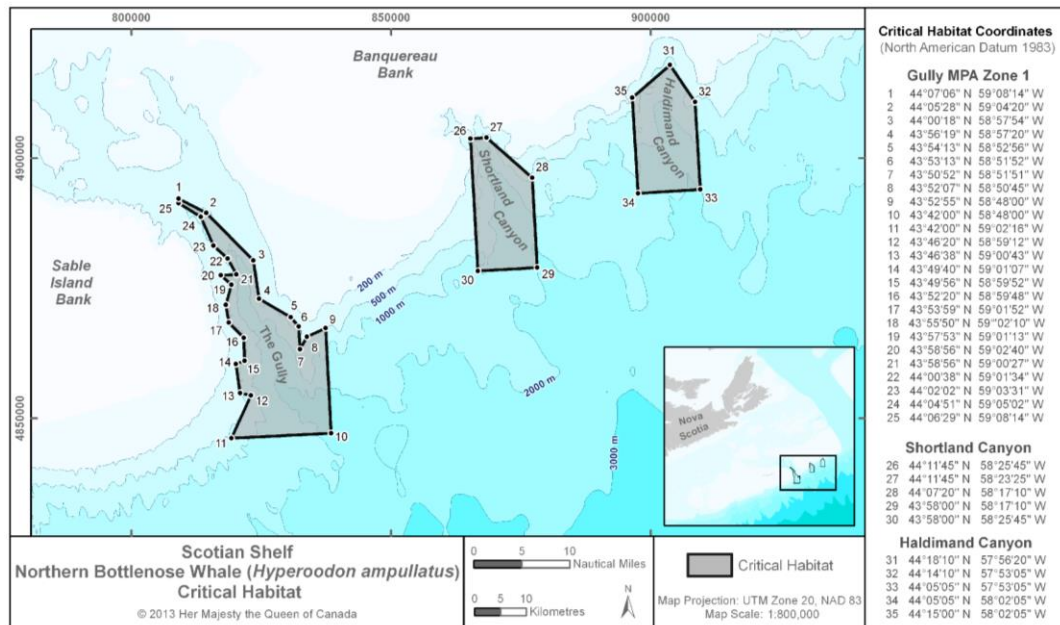 800000
850000
900000
4900000
4850000
Banquereau
Bank
Sable
Island
Bank
The Gully
Shortland Canyon
Haldimand Canyon
1
2
3
4
5
6
7
8
9
10
11
12
13
14
15
16
17
18
19
20
21
22
23
24
25
26
27
28
29
30
31
32
33
34
35
200 m
500 m
1000 m
2000 m
3000 m
Nova
Scotia
Critical Habitat Coordinates
(North American Datum 1983)
Gully MPA Zone 1
1 44°07'06" N 59°08'14" W
2 44°05'28" N 59°04'20" W
3 44°00'18" N 58°57'54" W
4 43°56'19" N 58°57'20" W
5 43°54'13" N 58°52'56" W
6 43°53'13" N 58°51'52" W
7 43°50'52" N 58°51'51" W
8 43°52'07" N 58°50'45" W
9 43°52'55" N 58°48'00" W
10 43°42'00" N 58°48'00" W
11 43°42'00" N 59°02'16" W
12 43°46'20" N 58°59'12" W
13 43°46'38" N 59°00'43" W
14 43°49'40" N 59°01'07" W
15 43°49'56" N 58°59'52" W
16 43°52'20" N 58°59'48" W
17 43°53'59" N 59°01'52" W
18 43°55'50" N 59°'02'10" W
19 43°57'53" N 59°01'13" W
20 43°58'56" N 59°02'40" W
21 43°58'56" N 59°00'27" W
22 44°00'38" N 59°01'34" W
23 44°02'02" N 59°03'31" W
24 44°04'51" N 59°05'02" W
25 44°06'29" N 59°08'14" W
Shortland Canyon
26 44°11'45" N 58°25'45" W
27 44°11'45" N 58°23'25" W
28 44°07'20" N 58°17'10" W
29 43°58'00" N 58°17'10" W
30 43°58'00" N 58°25'45" W
Haldimand Canyon
31 44°18'10" N 57°56'20" W
32 44°14'10" N 57°53'05" W
33 44°05'05" N 57°53'05" W
34 44°05'05" N 58°02'05" W
35 44°15'00" N 58°02'05" W
Scotian Shelf
Northern Bottlenose Whale (Hyperoodon ampullatus)
Critical Habitat
© 2013 Her Majesty the Queen of Canada
0 5 10
Nautical Miles
0 5 10
Kilometres
N
Critical Habitat
Map Projection: UTM Zone 20, NAD 83
Map Scale: 1:800,000